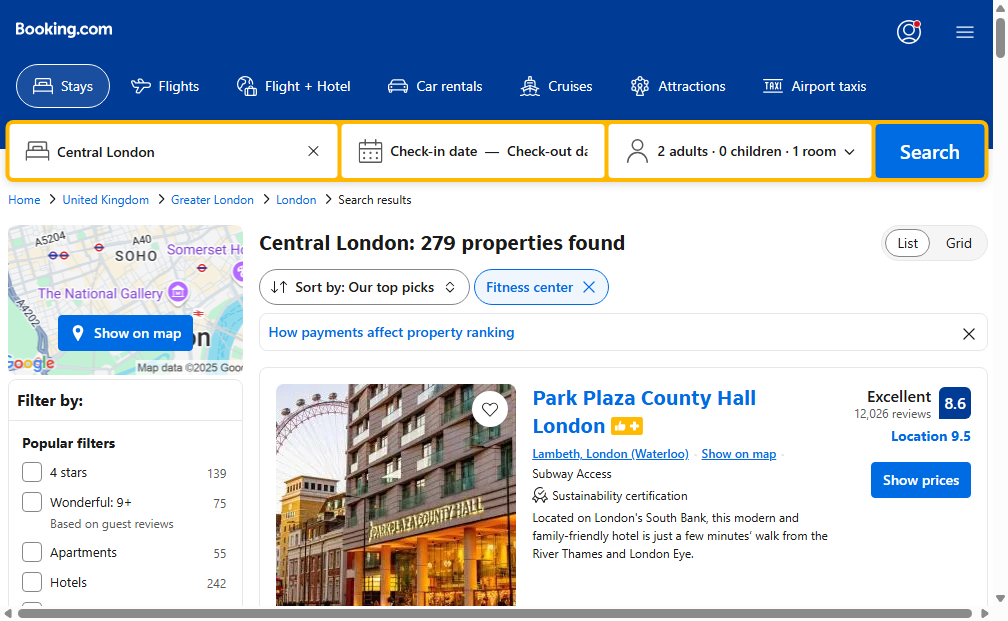 Booking.com
Stays
Flights
Flight + Hotel
Car rentals
Cruises
Attractions
TAXI
Airport taxis
Central London
Check-in date — Check-out da
2 adults · 0 children · 1 room
Search
Home
United Kingdom
Greater London
London
Search results
A5204
A40
SOHO
Somerset Ho
The National Gallery
A4202
Show on map
Google
Map data ©2025 Goo
Central London: 279 properties found
List
Grid
Sort by: Our top picks
Fitness center
How payments affect property ranking
Filter by:
Popular filters
4 stars 139
Wonderful: 9+ 75
Based on guest reviews
Apartments 55
Hotels 242
PARK PLAZA COUNTY HALL
Park Plaza County Hall
London
Lambeth, London (Waterloo) · Show on map ·
Subway Access
Sustainability certification
Located on London's South Bank, this modern and
family-friendly hotel is just a few minutes’ walk from the
River Thames and London Eye.
Excellent
12,026 reviews
8.6
Location 9.5
Show prices